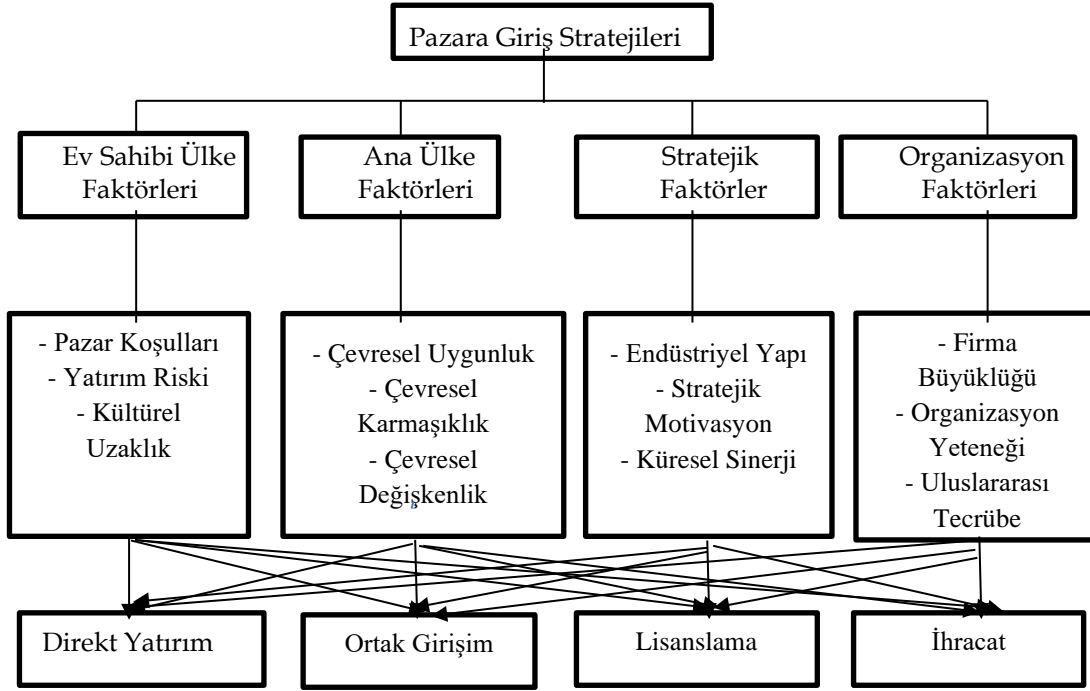 Pazara Giriş Stratejileri
Ev Sahibi Ülke
Faktörleri
Ana Ülke
Faktörleri
Stratejik
Faktörler
Organizasyon
Faktörleri
- Pazar Koşulları
- Yatırım Riski
- Kültürel
Uzaklık
- Çevresel Uygunluk
- Çevresel
Karmaşıklık
- Çevresel
Değişkenlik
- Endüstriyel Yapı
- Stratejik
Motivasyon
- Küresel Sinerji
- Firma
Büyüklüğü
- Organizasyon
Yeteneği
- Uluslararası
Tecrübe
Direkt Yatırım
Ortak Girişim
Lisanslama
İhracat